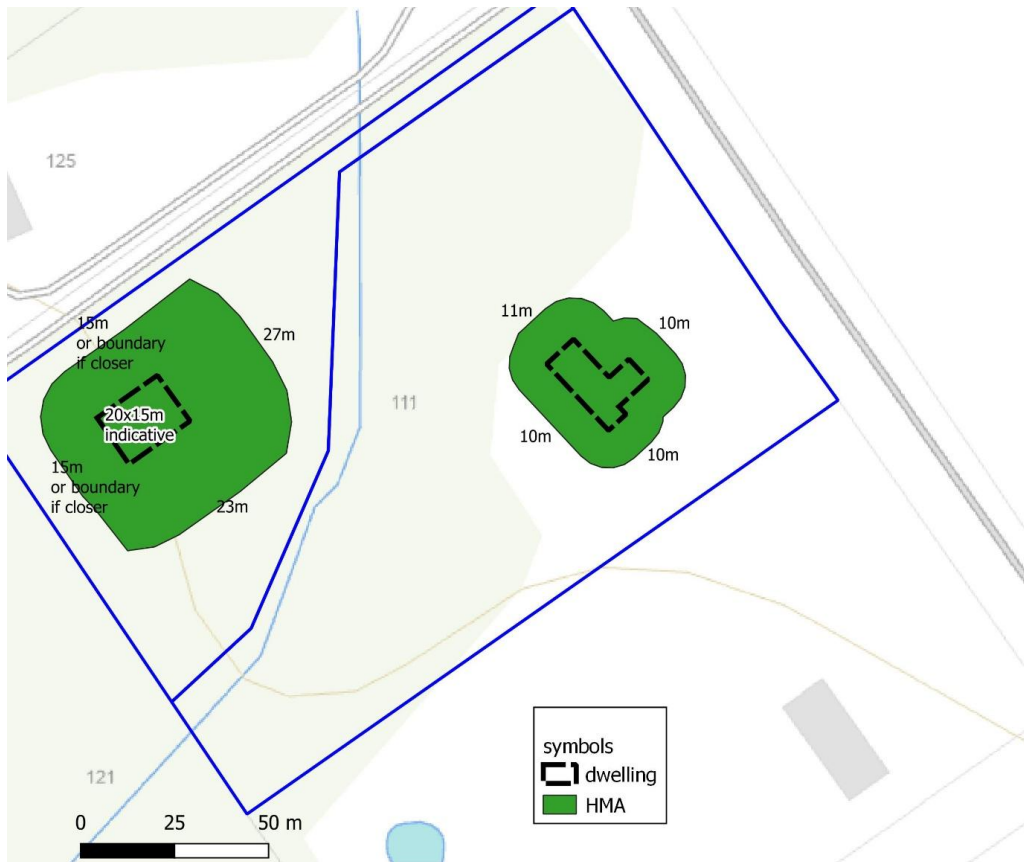 125
15m
or boundary
if closer
27m
11m
10m
111
20x15m
indicative
10m
10m
15m
or boundary
if closer
23m
121
symbols
dwelling
HMA
0 25 50 m